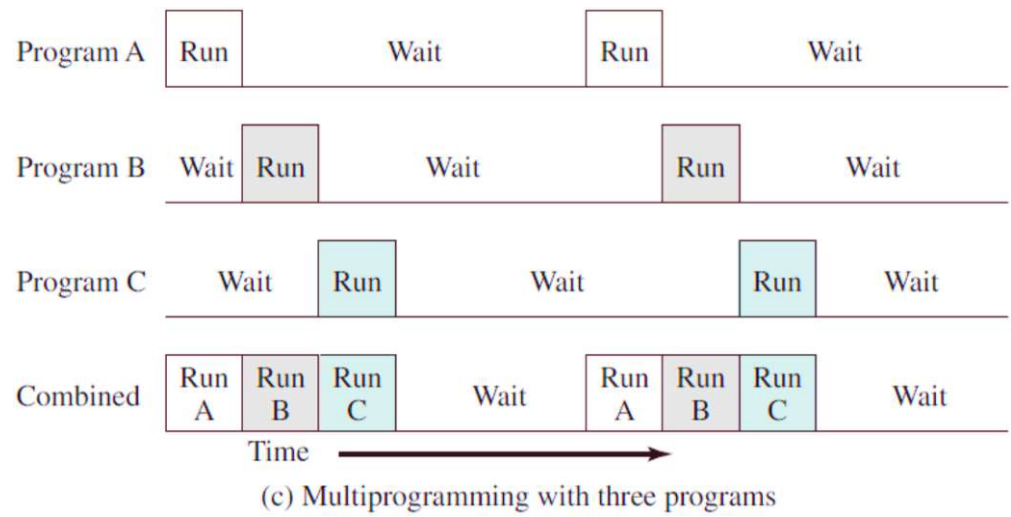 Program A Run Wait Run Wait
Program B Wait Run Wait Run Wait
Program C Wait Run Wait Run Wait
Combined Run A Run B Run C Wait Run A Run B Run C Wait
Time
(c) Multiprogramming with three programs